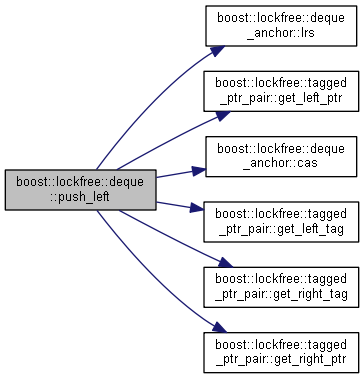 boost::lockfree::deque
_anchor::lrs
boost::lockfree::tagged
_ptr_pair::get_left_ptr
boost::lockfree::deque
_anchor::cas
boost::lockfree::deque
::push_left
boost::lockfree::tagged
_ptr_pair::get_left_tag
boost::lockfree::tagged
_ptr_pair::get_right_tag
boost::lockfree::tagged
_ptr_pair::get_right_ptr